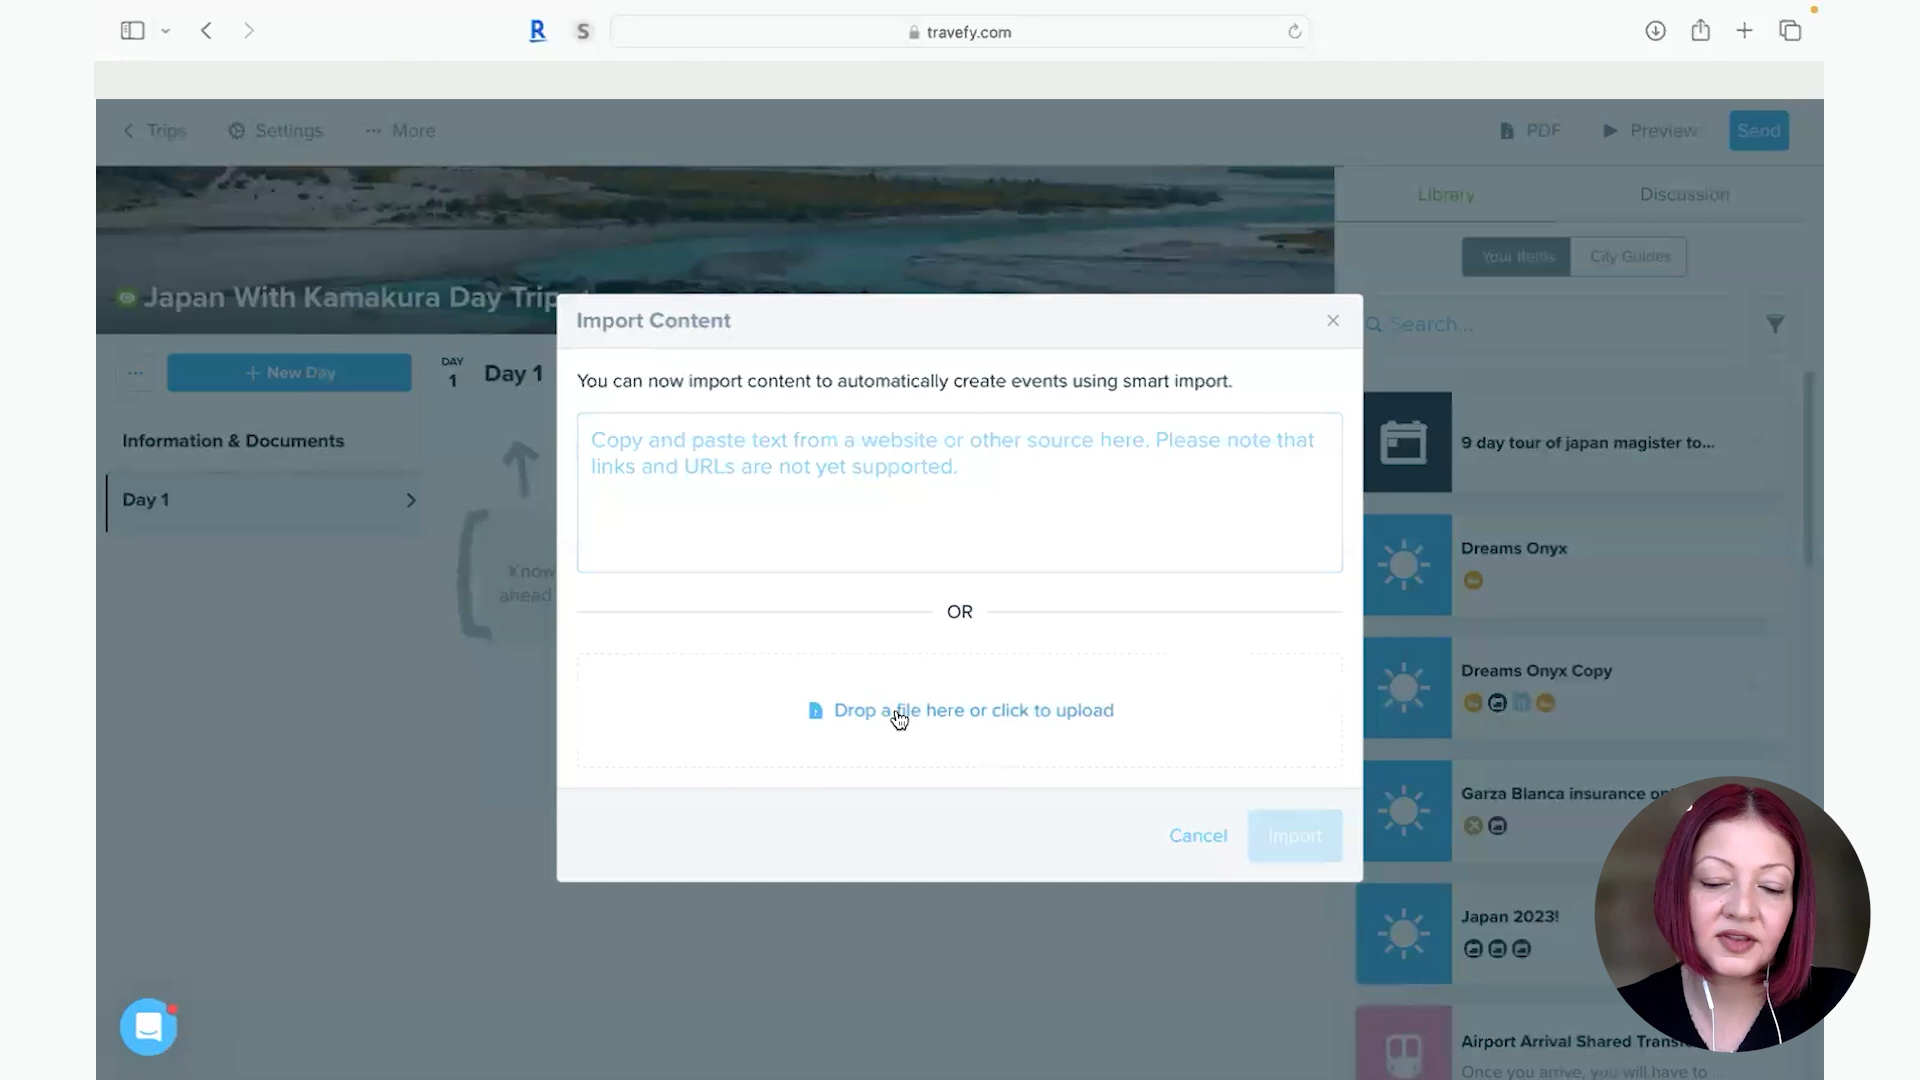 R
S
travefy.com
Trips
Settings
More
PDF
Preview
Send
Japan With Kamakura Day Trip
Library
Discussion
Your Items
City Guides
Search...
+ New Day
DAY
1
Day 1
Information & Documents
Day 1
Know
ahead
Import Content
You can now import content to automatically create events using smart import.
Copy and paste text from a website or other source here. Please note that
links and URLs are not yet supported.
OR
Drop a file here or click to upload
Cancel
Import
9 day tour of japan magister to...
Dreams Onyx
Dreams Onyx Copy
Garza Blanca insurance
Japan 2023!
Airport Arrival Shared
Once you arrive, you will have to ...